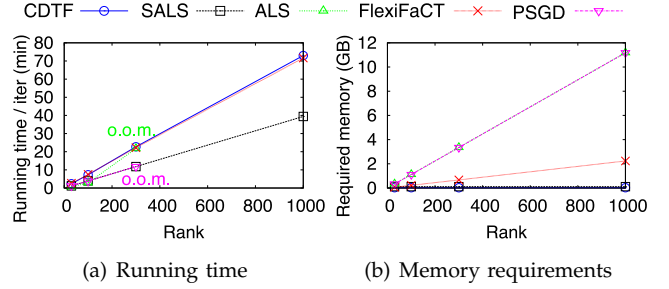 CDTF SALS ALS FlexiFaCT PSGD
Running time / iter (min)
80
70
60
50
40
30
20
10
0
o.o.m.
o.o.m.
0 200 400 600 800 1000
Rank
(a) Running time
Required memory (GB)
12
10
8
6
4
2
0
0 200 400 600 800 1000
Rank
(b) Memory requirements